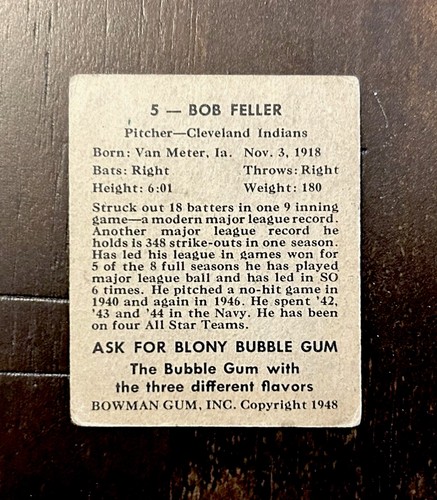 5 — BOB FELLER
Pitcher—Cleveland Indians
Born: Van Meter, Ia. Nov. 3, 1918
Bats: Right Throws: Right
Height: 6:01 Weight: 180
Struck out 18 batters in one 9 inning
game—a modern major league record.
Another major league record he
holds is 348 strike-outs in one season.
Has led his league in games won for
5 of the 8 full seasons he has played
major league ball and has led in SO
6 times. He pitched a no-hit game in
1940 and again in 1946. He spent '42,
'43 and '44 in the Navy. He has been
on four All Star Teams.
ASK FOR BLONY BUBBLE GUM
The Bubble Gum with
the three different flavors
BOWMAN GUM, INC. Copyright 1948